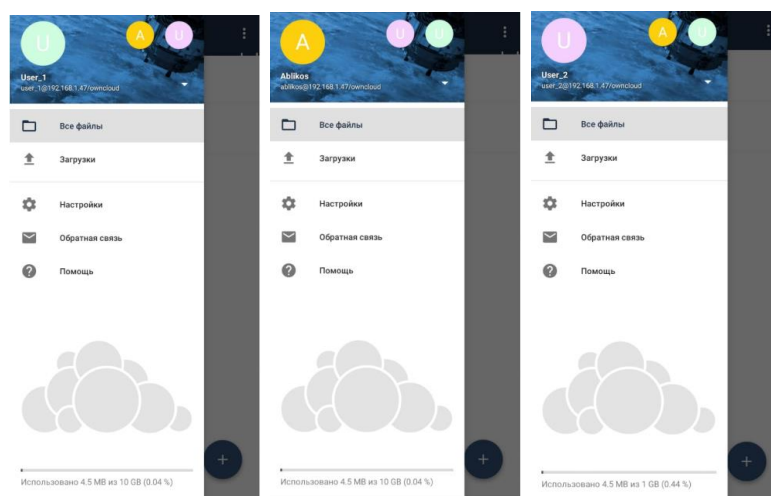 U
A
U
User_1
user_1@192.168.1.47/owncloud
Все файлы
Загрузки
Настройки
Обратная связь
Помощь
Использовано 4.5 MB из 10 GB (0.04 %)
A
U
U
Ablikos
ablikos@192.168.1.47/owncloud
Все файлы
Загрузки
Настройки
Обратная связь
Помощь
Использовано 4.5 MB из 10 GB (0.04 %)
U
A
U
User_2
user_2@192.168.1.47/owncloud
Все файлы
Загрузки
Настройки
Обратная связь
Помощь
Использовано 4.5 MB из 1 GB (0.44 %)